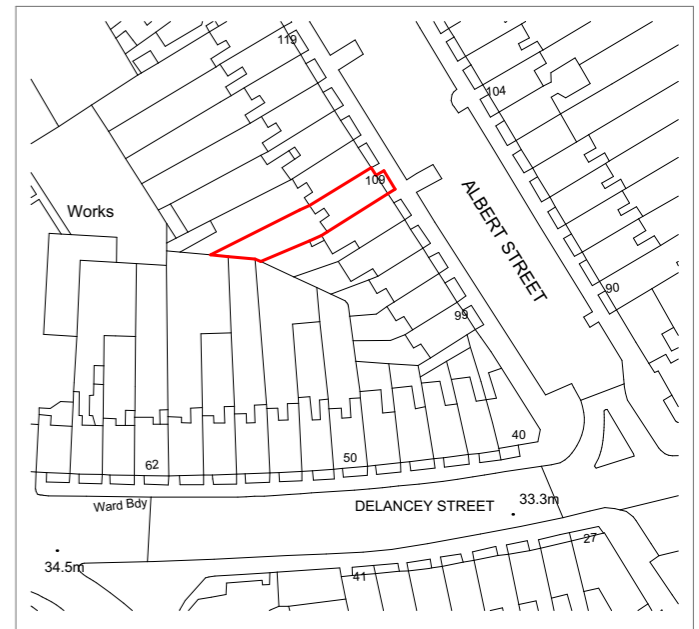 119
104
109
Works
ALBERT STREET
90
99
40
50
62
Ward Bdy
DELANCEY STREET
33.3m
27
34.5m
41